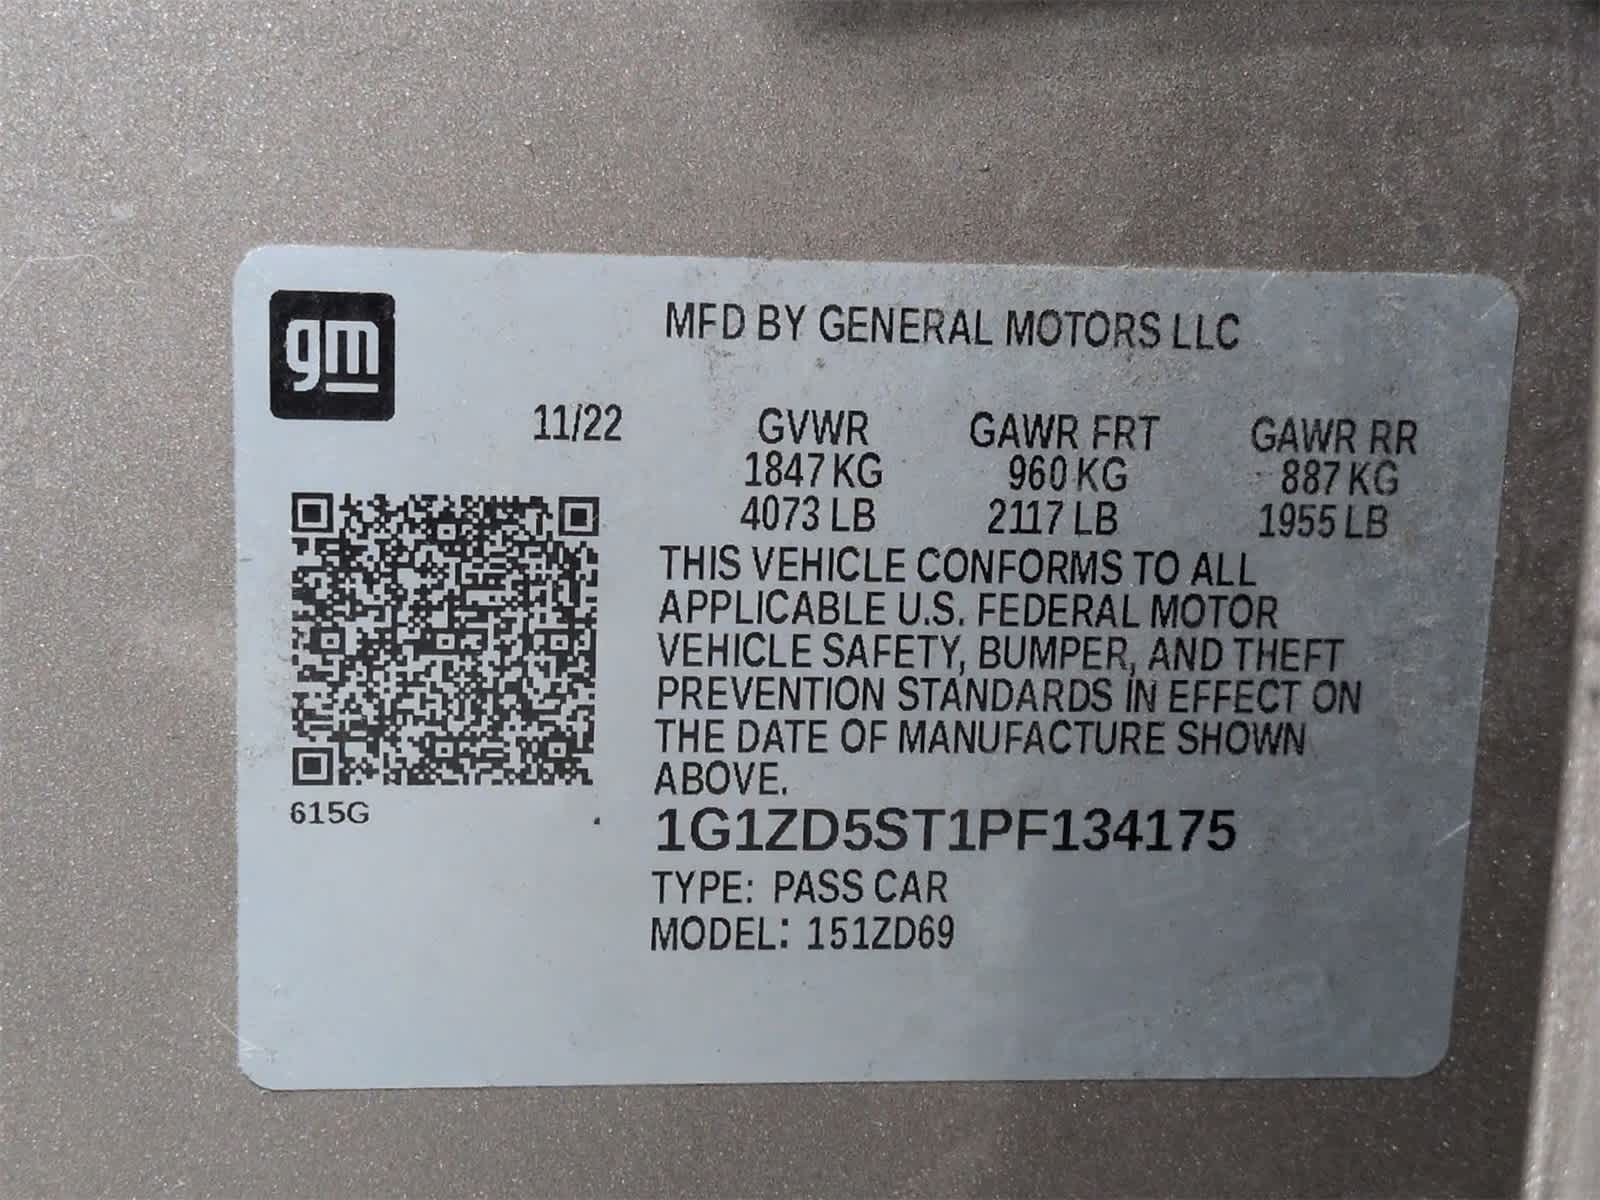 gm
MFD BY GENERAL MOTORS LLC
11/22 GVWR GAWR FRT GAWR RR
1847 KG 960 KG 887 KG
4073 LB 2117 LB 1955 LB
THIS VEHICLE CONFORMS TO ALL
APPLICABLE U.S. FEDERAL MOTOR
VEHICLE SAFETY, BUMPER, AND THEFT
PREVENTION STANDARDS IN EFFECT ON
THE DATE OF MANUFACTURE SHOWN
ABOVE.
615G
1G1ZD5ST1PF134175
TYPE: PASS CAR
MODEL: 151ZD69